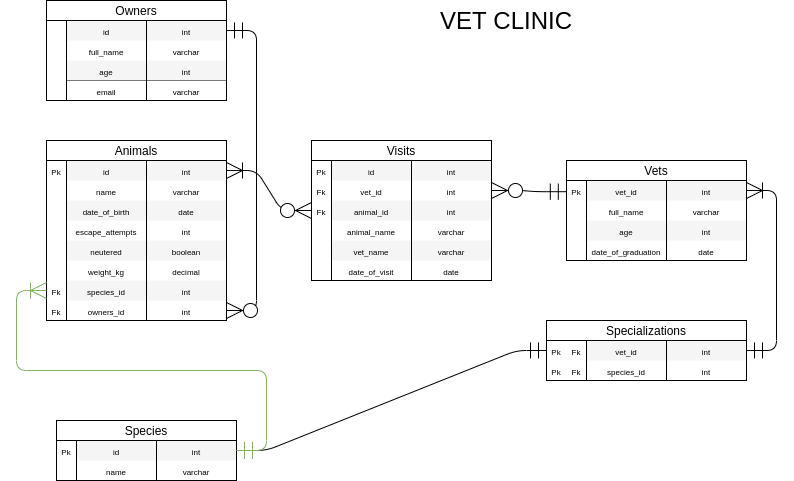 VET CLINIC
Owners
id int
full_name varchar
age int
email varchar
Animals
Pk id int
name varchar
date_of_birth date
escape_attempts int
neutered boolean
weight_kg decimal
Fk species_id int
Fk owners_id int
Visits
Pk id int
Fk vet_id int
Fk animal_id int
animal_name varchar
vet_name varchar
date_of_visit date
Vets
Pk vet_id int
full_name varchar
age int
date_of_graduation date
Specializations
Pk Fk vet_id int
Pk Fk species_id int
Species
Pk id int
name varchar